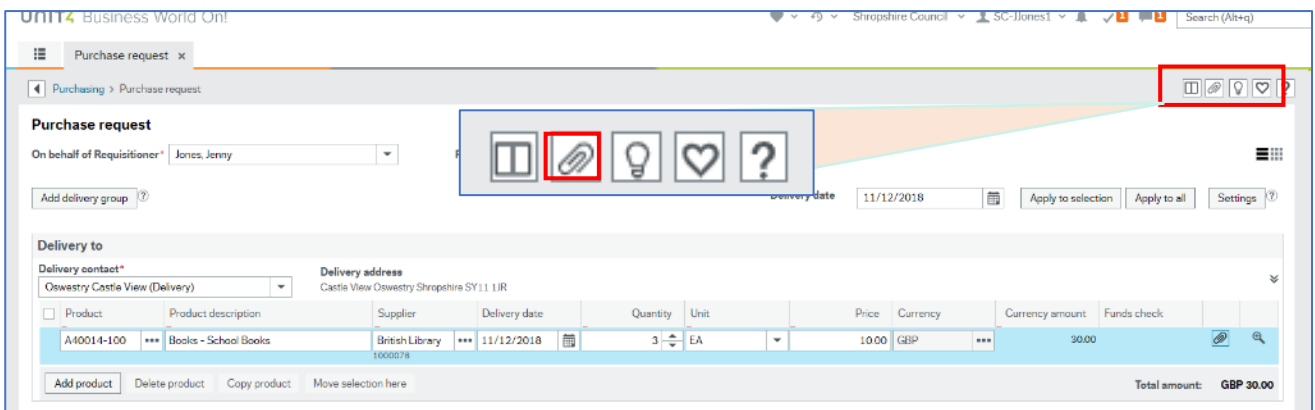 UNIT4 Business World On!
Shropshire Council SC-JJones1 1 1 Search (Alt+q)
Purchase request x
Purchasing > Purchase request ?
Purchase request
On behalf of Requisitioner* Jones, Jenny
?
Add delivery group ? Delivery date 11/12/2018 Apply to selection Apply to all Settings ?
Delivery to
Delivery contact* Delivery address
Oswestry Castle View (Delivery) Castle View Oswestry Shropshire SY11 1JR
Product Product description Supplier Delivery date Quantity Unit Price Currency Currency amount Funds check
A40014-100 ••• Books - School Books British Library ••• 11/12/2018 3 EA 10.00 GBP ••• 30.00
1000078
Add product Delete product Copy product Move selection here Total amount: GBP 30.00